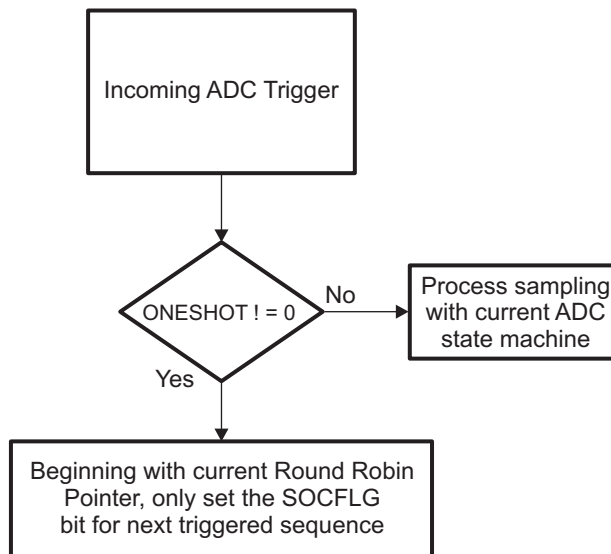 Incoming ADC Trigger
ONESHOT ! = 0
No
Process sampling
with current ADC
state machine
Yes
Beginning with current Round Robin
Pointer, only set the SOCFLG
bit for next triggered sequence